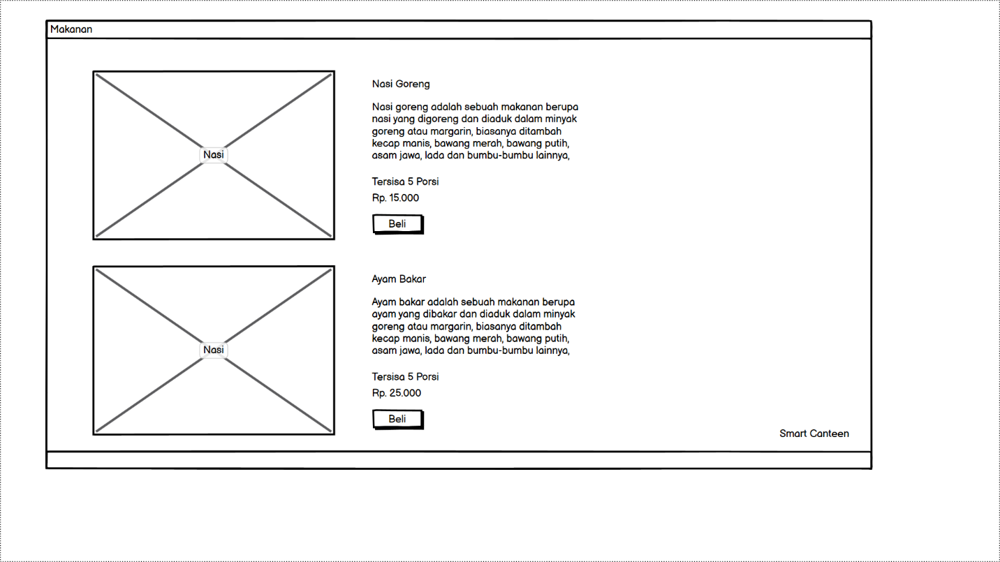 Makanan
Nasi
Nasi Goreng
Nasi goreng adalah sebuah makanan berupa
nasi yang digoreng dan diaduk dalam minyak
goreng atau margarin, biasanya ditambah
kecap manis, bawang merah, bawang putih,
asam jawa, lada dan bumbu-bumbu lainnya,
Tersisa 5 Porsi
Rp. 15.000
Beli
Nasi
Ayam Bakar
Ayam bakar adalah sebuah makanan berupa
ayam yang dibakar dan diaduk dalam minyak
goreng atau margarin, biasanya ditambah
kecap manis, bawang merah, bawang putih,
asam jawa, lada dan bumbu-bumbu lainnya,
Tersisa 5 Porsi
Rp. 25.000
Beli
Smart Canteen